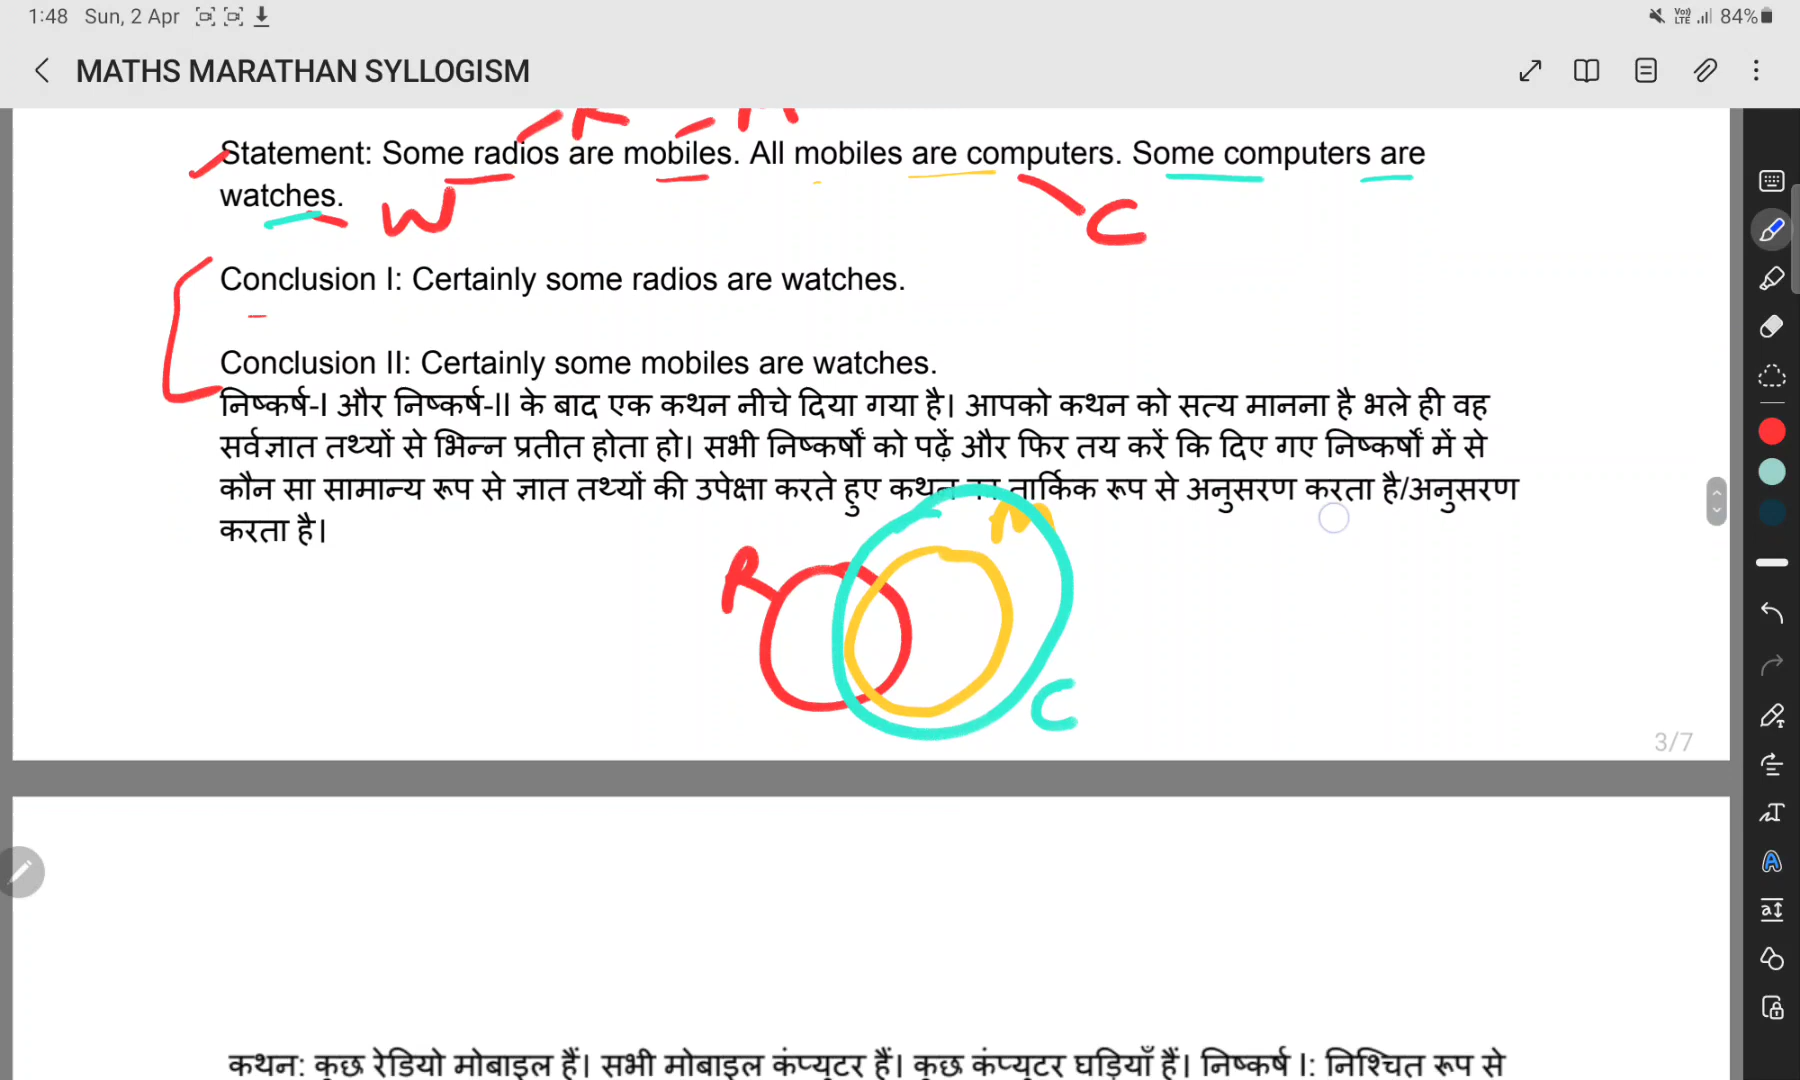 1:48 Sun, 2 Apr
84%
MATHS MARATHAN SYLLOGISM
Statement: Some radios are mobiles. All mobiles are computers. Some computers are
watches. W C
Conclusion I: Certainly some radios are watches.
Conclusion II: Certainly some mobiles are watches.
निष्कर्ष-I और निष्कर्ष-II के बाद एक कथन नीचे दिया गया है। आपको कथन को सत्य मानना है भले ही वह
सर्वज्ञात तथ्यों से भिन्न प्रतीत होता हो। सभी निष्कर्षों को पढ़ें और फिर तय करें कि दिए गए निष्कर्षों में से
कौन सा सामान्य रूप से ज्ञात तथ्यों की उपेक्षा करते हुए कथन का तार्किक रूप से अनुसरण करता है/अनुसरण
करता है।
M
R
C
3/7
कथन: कुछ रेडियो मोबाइल हैं। सभी मोबाइल कंप्यूटर हैं। कुछ कंप्यूटर घड़ियाँ हैं। निष्कर्ष I: निश्चित रूप से